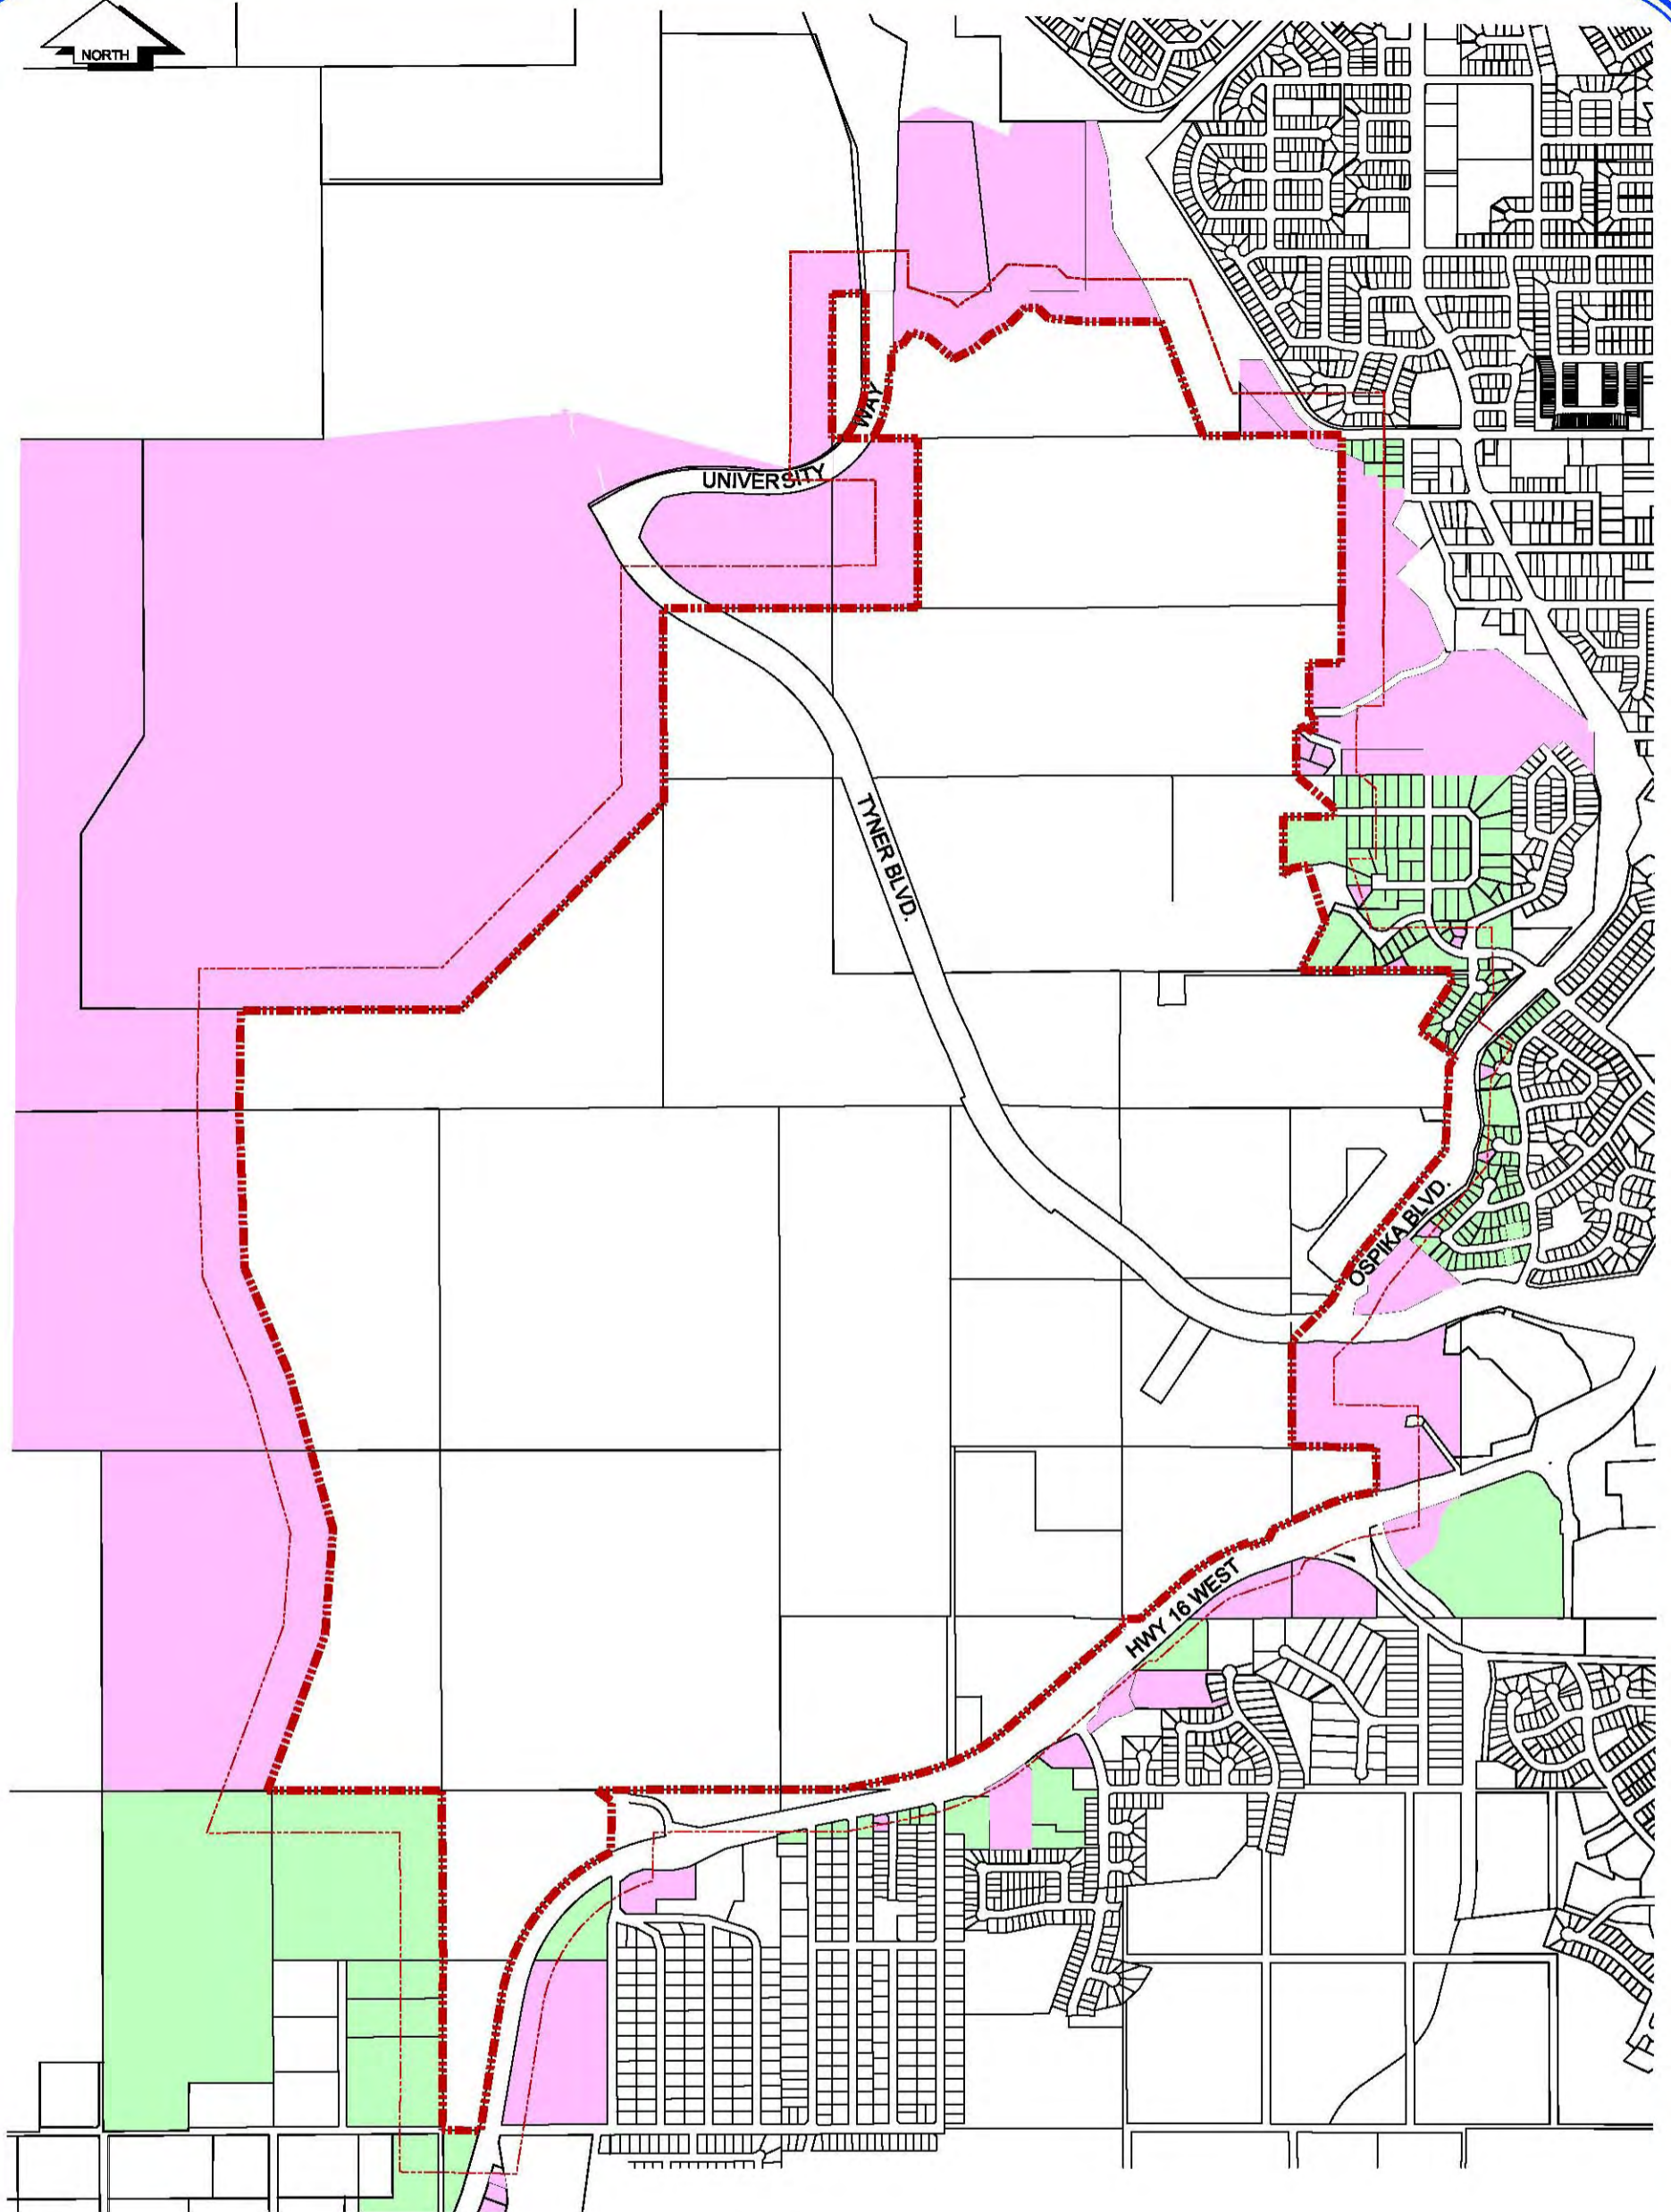 NORTH
WAY
UNIVERSITY
TYNER BLVD.
OSPIKA BLVD.
HWY 16 WEST